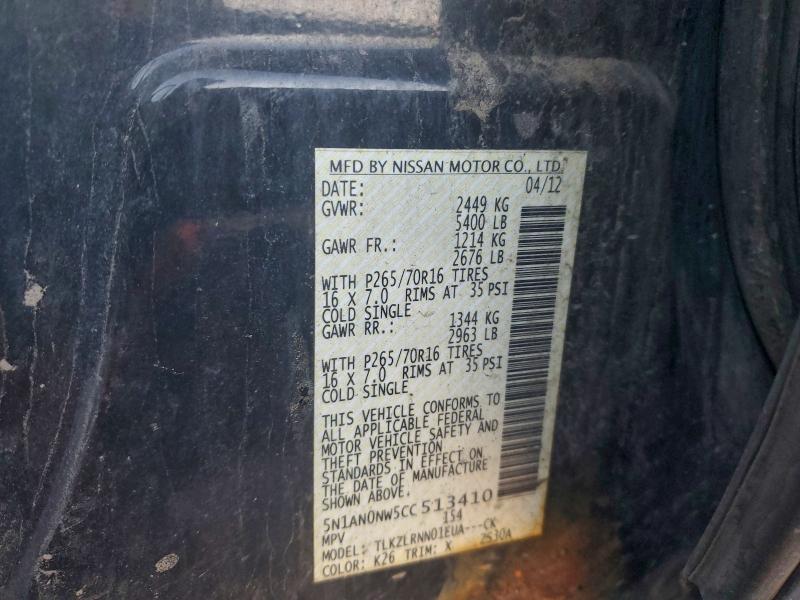 MFD BY NISSAN MOTOR CO., LTD.
DATE: 04/12
GVWR: 2449 KG
5400 LB
GAWR FR.: 1214 KG
2676 LB
WITH P265/70R16 TIRES
16 X 7.0 RIMS AT 35 PSI
COLD SINGLE
GAWR RR.: 1344 KG
2963 LB
WITH P265/70R16 TIRES
16 X 7.0 RIMS AT 35 PSI
COLD SINGLE
THIS VEHICLE CONFORMS TO
ALL APPLICABLE FEDERAL
MOTOR VEHICLE SAFETY AND
THEFT PREVENTION
STANDARDS IN EFFECT ON
THE DATE OF MANUFACTURE
SHOWN ABOVE.
5N1AN0NW5CC513410
MPV 154
MODEL: TLKZLRNN01EUA---CK
COLOR: K26 TRIM: X 2530A